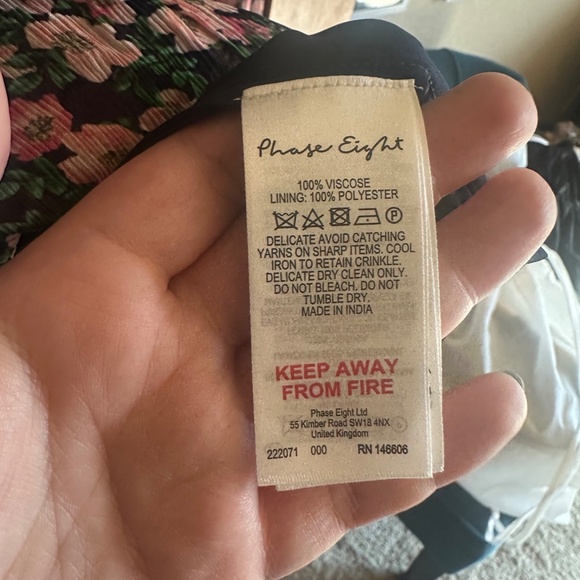 Phase Eight
100% VISCOSE
LINING: 100% POLYESTER
P
DELICATE AVOID CATCHING
YARNS ON SHARP ITEMS. COOL
IRON TO RETAIN CRINKLE.
DELICATE DRY CLEAN ONLY.
DO NOT BLEACH. DO NOT
TUMBLE DRY.
MADE IN INDIA
KEEP AWAY
FROM FIRE
Phase Eight Ltd
55 Kimber Road SW18 4NX
United Kingdom
222071 000 RN 146606